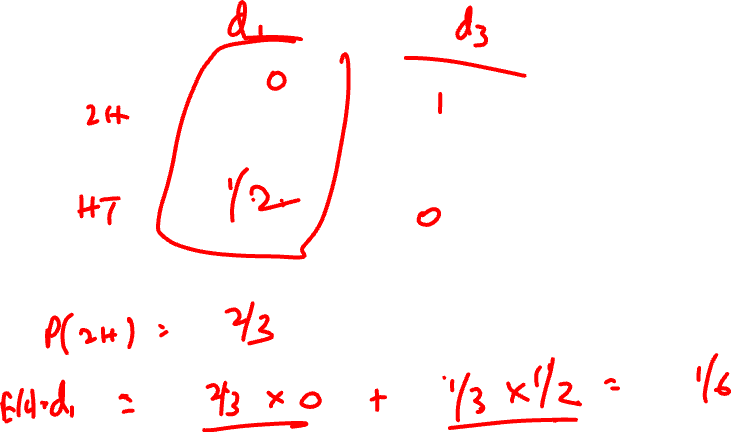 d₁ d₃
2H 0 1
HT 1/2 0
P(2H) = 2/3
= 2/3 × 0 + 1/3 × 1/2 = 1/6